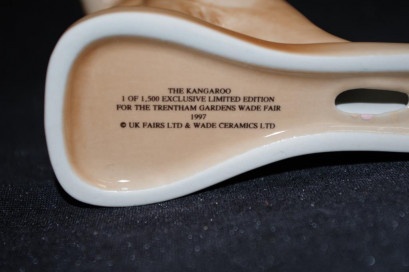 THE KANGAROO
1 OF 1,500 EXCLUSIVE LIMITED EDITION
FOR THE TRENTHAM GARDENS WADE FAIR
1997
© UK FAIRS LTD & WADE CERAMICS LTD